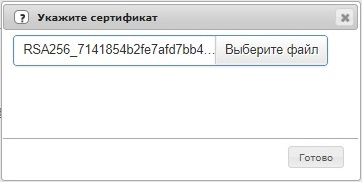 ? Укажите сертификат
RSA256_7141854b2fe7afd7bb4... Выберите файл
Готово